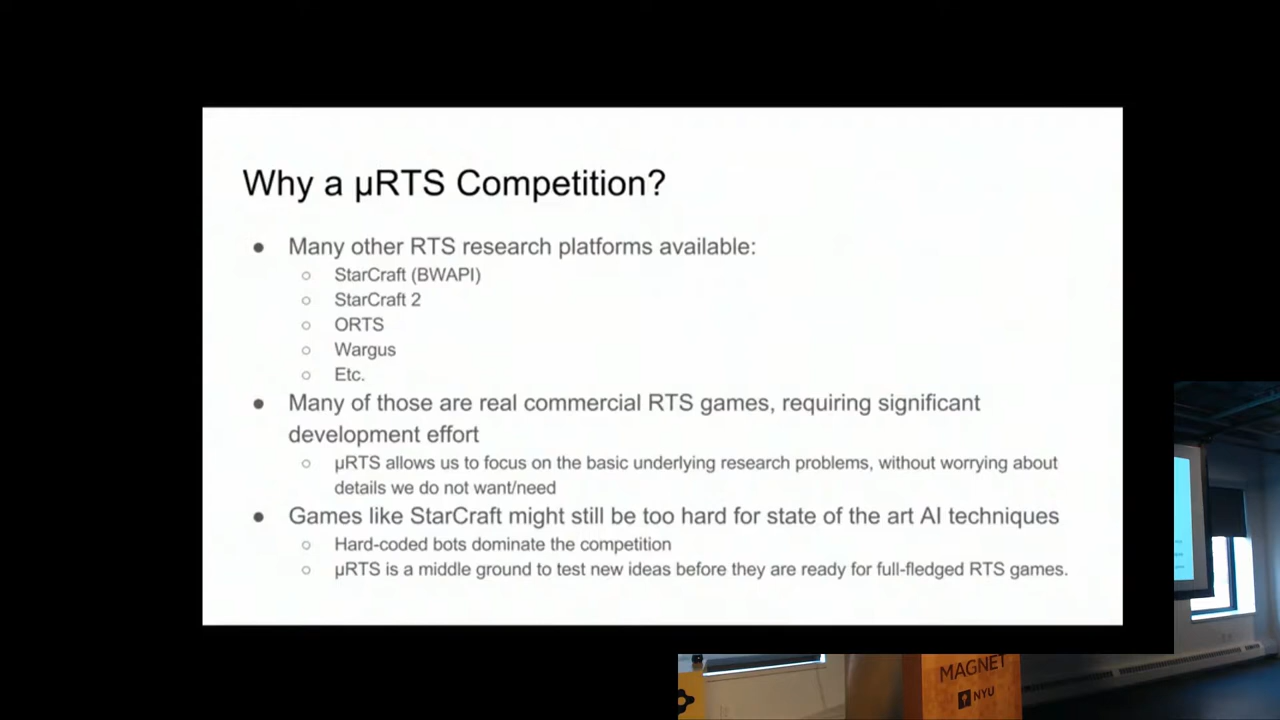 Why a µRTS Competition?
● Many other RTS research platforms available:
○ StarCraft (BWAPI)
○ StarCraft 2
○ ORTS
○ Wargus
○ Etc.
● Many of those are real commercial RTS games, requiring significant
development effort
○ µRTS allows us to focus on the basic underlying research problems, without worrying about
details we do not want/need
● Games like StarCraft might still be too hard for state of the art AI techniques
○ Hard-coded bots dominate the competition
○ µRTS is a middle ground to test new ideas before they are ready for full-fledged RTS games.
MAGNET
NYU